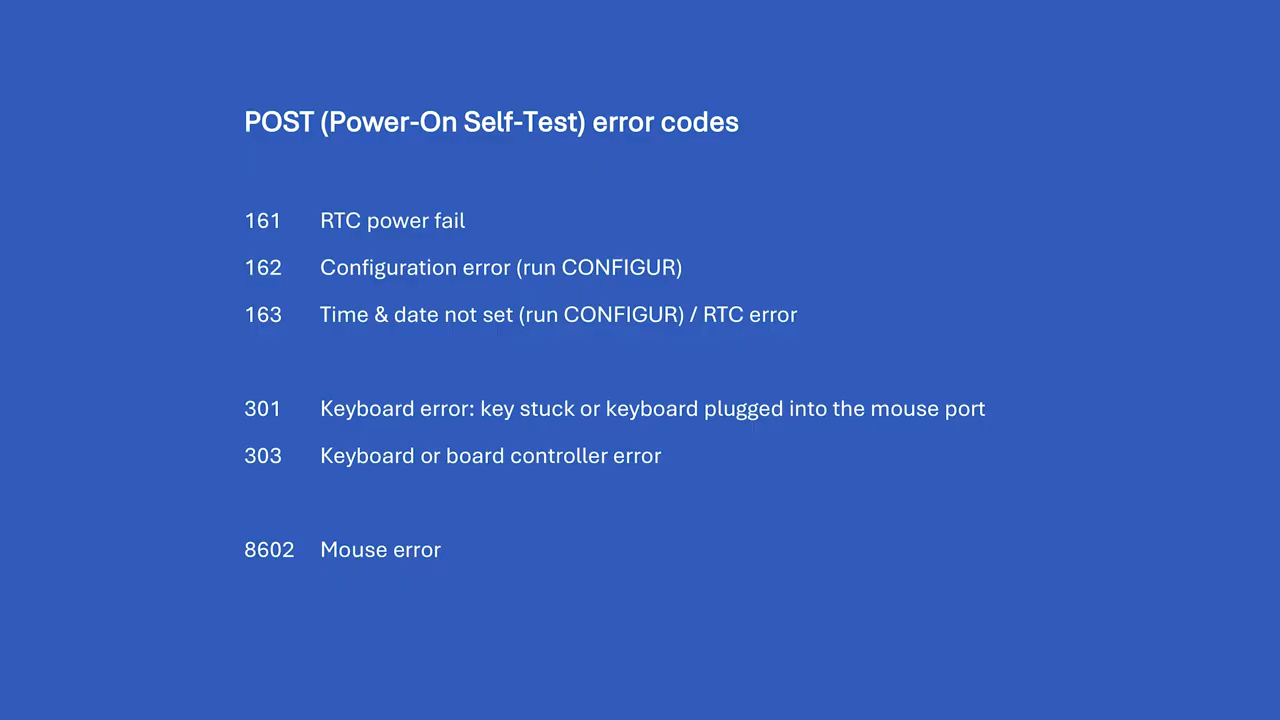 POST (Power-On Self-Test) error codes
161 RTC power fail
162 Configuration error (run CONFIGUR)
163 Time & date not set (run CONFIGUR) / RTC error
301 Keyboard error: key stuck or keyboard plugged into the mouse port
303 Keyboard or board controller error
8602 Mouse error